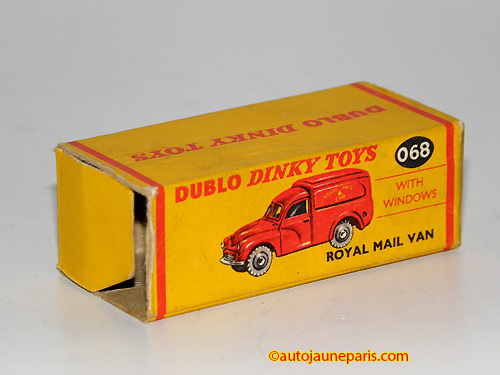 DUBLO DINKY TOYS
DUBLO DINKY TOYS
068
WITH
WINDOWS
ROYAL MAIL VAN
©autojauneparis.com